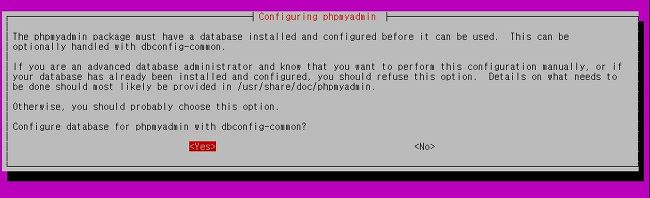 Configuring phpmyadmin
The phpmyadmin package must have a database installed and configured before it can be used.  This can be
optionally handled with dbconfig-common.
If you are an advanced database administrator and know that you want to perform this configuration manually, or if
your database has already been installed and configured, you should refuse this option.  Details on what needs to
be done should most likely be provided in /usr/share/doc/phpmyadmin.
Otherwise, you should probably choose this option.
Configure database for phpmyadmin with dbconfig-common?
<Yes> <No>